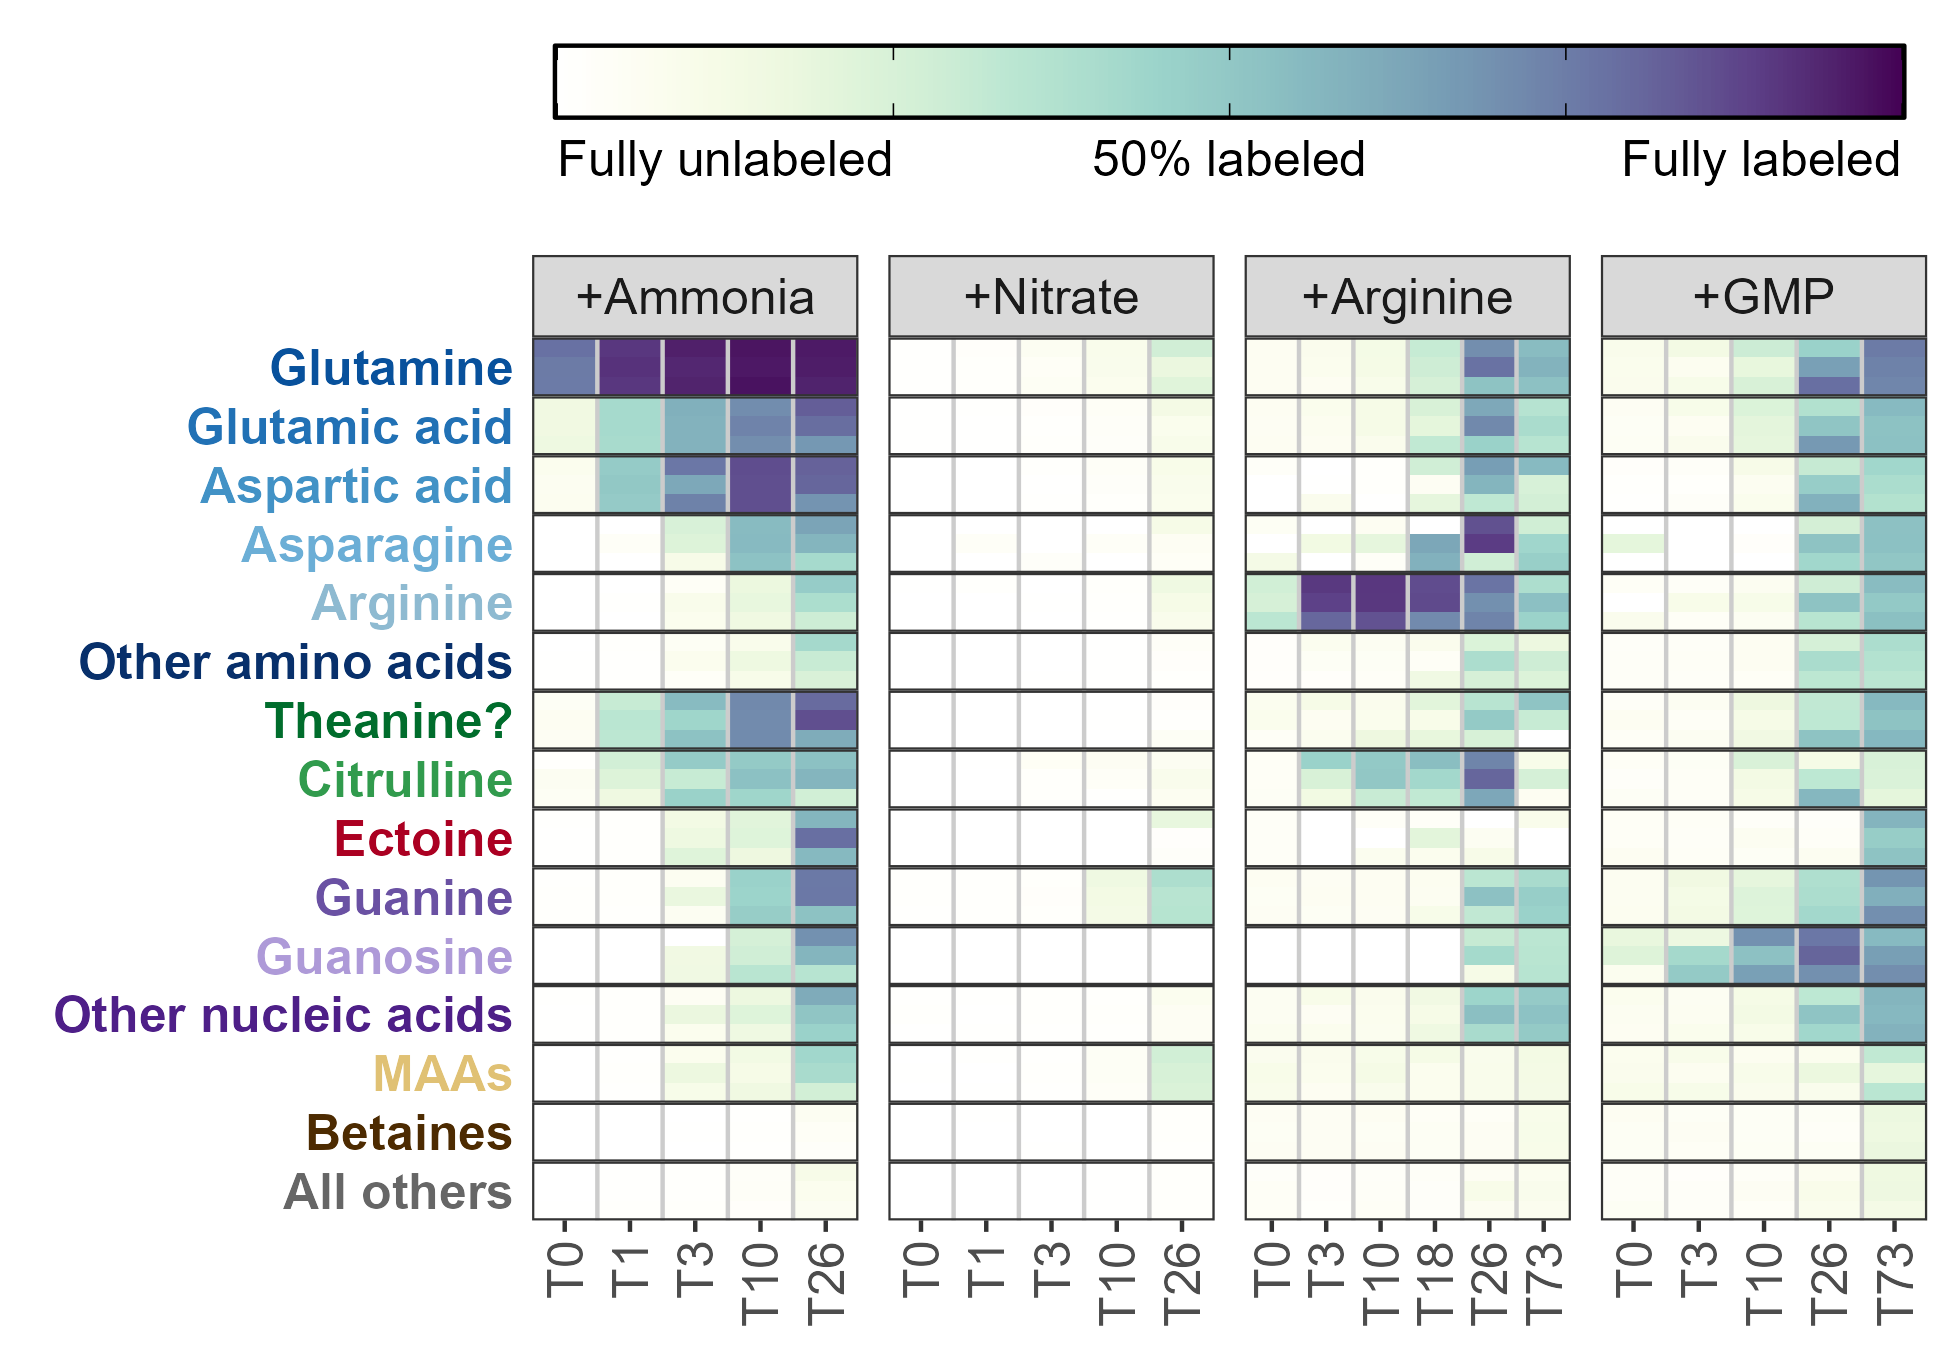 Fully unlabeled 50% labeled Fully labeled
+Ammonia +Nitrate +Arginine +GMP
Glutamine
Glutamic acid
Aspartic acid
Asparagine
Arginine
Other amino acids
Theanine?
Citrulline
Ectoine
Guanine
Guanosine
Other nucleic acids
MAAs
Betaines
All others
T0 T1 T3 T10 T26 T0 T1 T3 T10 T26 T0 T3 T10 T18 T26 T73 T0 T3 T10 T26 T73